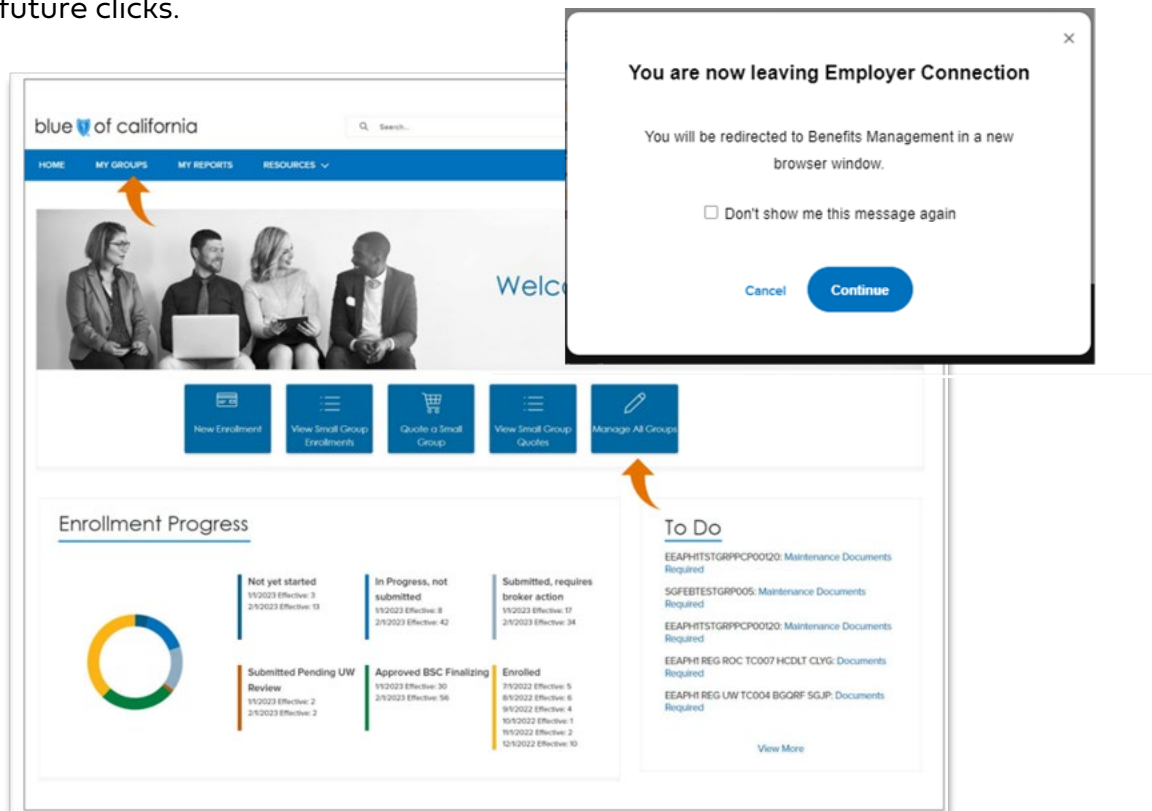 future clicks.
blue of california
Search...
HOME MY GROUPS MY REPORTS RESOURCES
You are now leaving Employer Connection
You will be redirected to Benefits Management in a new
browser window.
Don't show me this message again
Cancel Continue
Welc
New Enrollment
View Small Group
Enrollments
Quote a Small
Group
View Small Group
Quotes
Manage All Groups
Enrollment Progress
Not yet started
1/1/2023 Effective: 3
2/1/2023 Effective: 13
In Progress, not
submitted
1/1/2023 Effective: 8
2/1/2023 Effective: 42
Submitted, requires
broker action
1/1/2023 Effective: 17
2/1/2023 Effective: 34
Submitted Pending UW
Review
1/1/2023 Effective: 2
2/1/2023 Effective: 2
Approved BSC Finalizing
1/1/2023 Effective: 30
2/1/2023 Effective: 56
Enrolled
7/1/2022 Effective: 5
8/1/2022 Effective: 6
9/1/2022 Effective: 4
10/1/2022 Effective: 1
11/1/2022 Effective: 2
12/1/2022 Effective: 10
To Do
EEAPH1TSTGRPPCP00120: Maintenance Documents
Required
SGFEBTESTGRP005: Maintenance Documents
Required
EEAPH1TSTGRPPCP00120: Maintenance Documents
Required
EEAPH1 REG ROC TC007 HCDLT CLYG: Documents
Required
EEAPH1 REG UW TC004 BGQRF SGJP: Documents
Required
View More